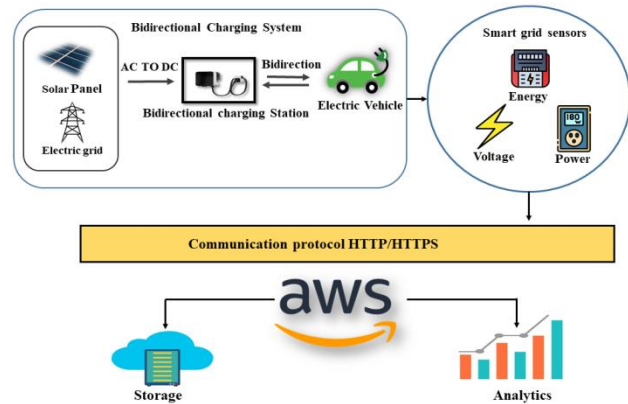 Bidirectional Charging System
Smart grid sensors
AC TO DC
Bidirection
Solar Panel
Bidirectional charging Station
Electric Vehicle
Electric grid
Energy
180
Voltage
Power
Communication protocol HTTP/HTTPS
aws
Storage
Analytics